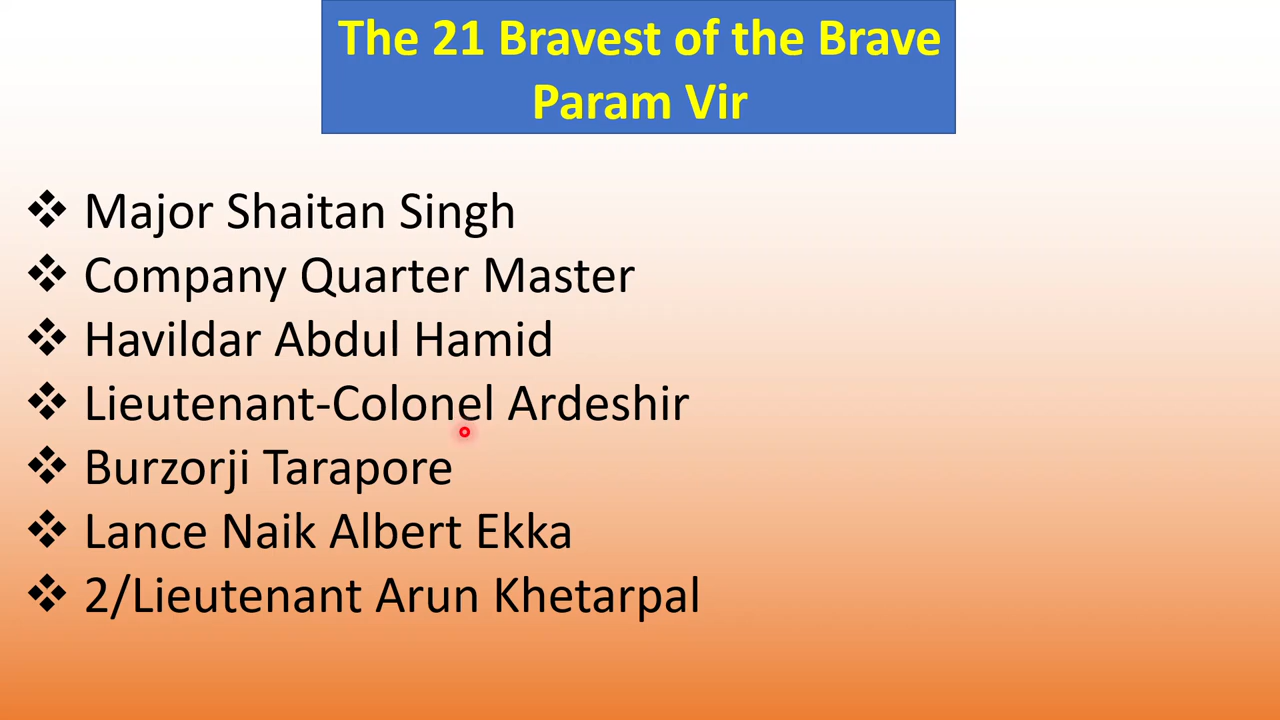 The 21 Bravest of the Brave
Param Vir
❖ Major Shaitan Singh
❖ Company Quarter Master
❖ Havildar Abdul Hamid
❖ Lieutenant-Colonel Ardeshir
❖ Burzorji Tarapore
❖ Lance Naik Albert Ekka
❖ 2/Lieutenant Arun Khetarpal